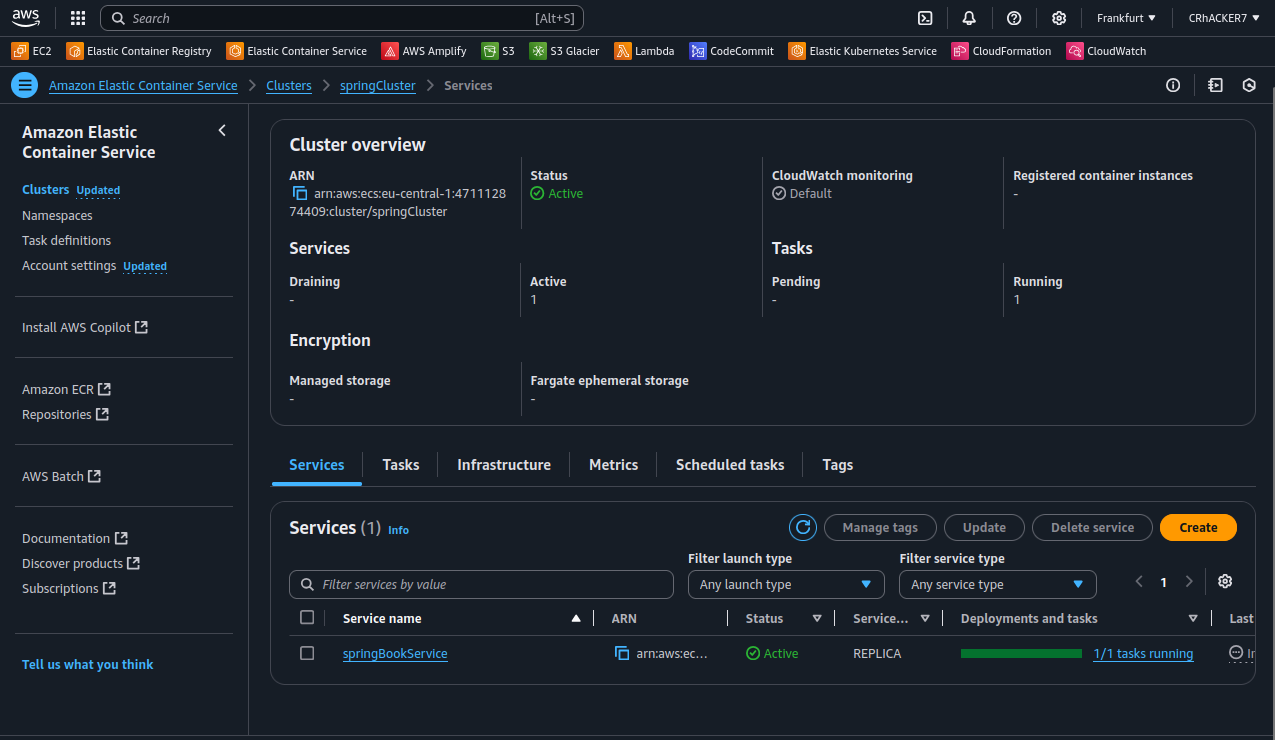 aws
Search [Alt+S]
Frankfurt
CRhACKER7
EC2
Elastic Container Registry
Elastic Container Service
AWS Amplify
S3
S3 Glacier
Lambda
CodeCommit
Elastic Kubernetes Service
CloudFormation
CloudWatch
Amazon Elastic Container Service
Clusters
springCluster
Services
Amazon Elastic
Container Service
Clusters Updated
Namespaces
Task definitions
Account settings Updated
Install AWS Copilot
Amazon ECR
Repositories
AWS Batch
Documentation
Discover products
Subscriptions
Tell us what you think
Cluster overview
ARN
arn:aws:ecs:eu-central-1:4711128
74409:cluster/springCluster
Status
Active
CloudWatch monitoring
Default
Registered container instances
-
Services
Draining
-
Active
1
Tasks
Pending
-
Running
1
Encryption
Managed storage
-
Fargate ephemeral storage
-
Services
Tasks
Infrastructure
Metrics
Scheduled tasks
Tags
Services (1) Info
Manage tags
Update
Delete service
Create
Filter launch type
Filter service type
Filter services by value
Any launch type
Any service type
1
Service name
ARN
Status
Service...
Deployments and tasks
Last
springBookService
arn:aws:ec...
Active
REPLICA
1/1 tasks running